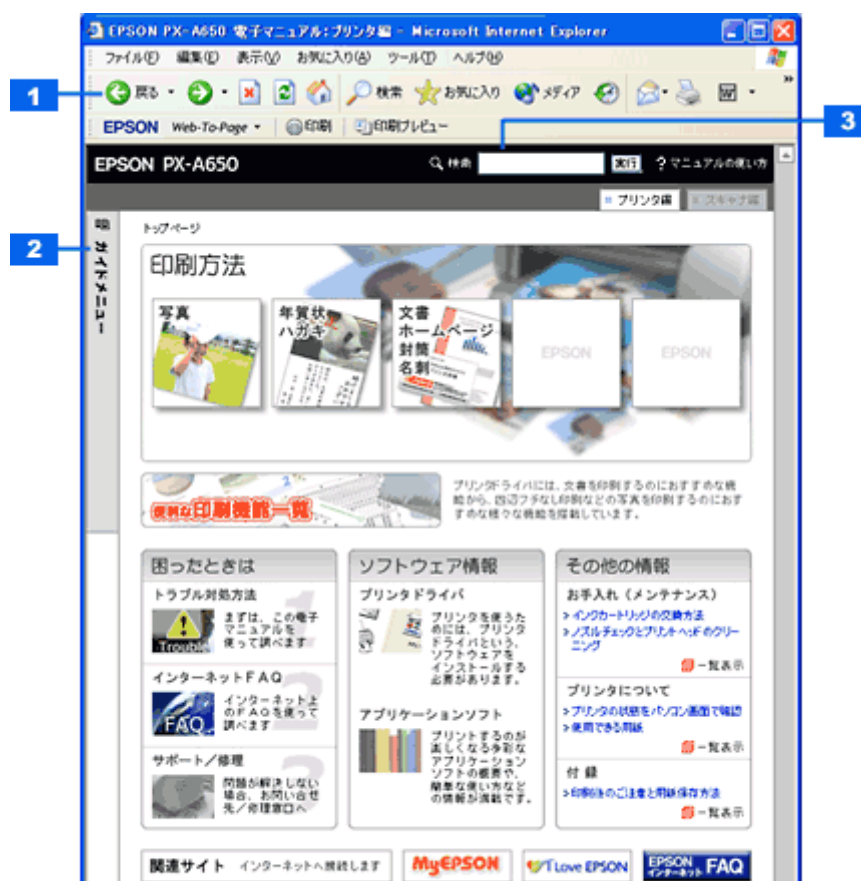 EPSON PX-A650 電子マニュアル:プリンタ編 - Microsoft Internet Explorer
ファイル(F) 編集(E) 表示(V) お気に入り(A) ツール(T) ヘルプ(H)
1
戻る 検索 お気に入り メディア
EPSON Web-To-Page 印刷 印刷プレビュー
3
EPSON PX-A650 検索 実行 ?マニュアルの使い方
プリンタ編 スキャナ編
2
ガイドメニュー
トップページ
印刷方法
写真
年賀状
ハガキ
文書
ホームページ
封筒
名刺
EPSON
EPSON
便利な印刷機能一覧
プリンタドライバには、文書を印刷するのにおすすめな機
能から、四辺フチなし印刷などの写真を印刷するのにおす
すめな様々な機能を搭載しています。
困ったときは
トラブル対処方法
1
Trouble
まずは、この電子
マニュアルを
使って調べます
インターネットFAQ
2
FAQ
インターネット上
のFAQを使って
調べます
サポート/修理
3
問題が解決しない
場合、お問い合せ
先/修理窓口へ
ソフトウェア情報
プリンタドライバ
プリンタを使うた
めには、プリンタ
ドライバという、
ソフトウェアを
インストールする
必要があります。
アプリケーションソフト
プリントするのが
楽しくなる多彩な
アプリケーション
ソフトの概要や、
簡単な使い方など
の情報が満載です。
その他の情報
お手入れ(メンテナンス)
>インクカートリッジの交換方法
>ノズルチェックとプリントヘッドのクリー
ニング
一覧表示
プリンタについて
>プリンタの状態をパソコン画面で確認
>使用できる用紙
一覧表示
付録
>印刷後のご注意と用紙保存方法
一覧表示
関連サイト インターネットへ接続します
MyEPSON
I Love EPSON
EPSON インターネット FAQ